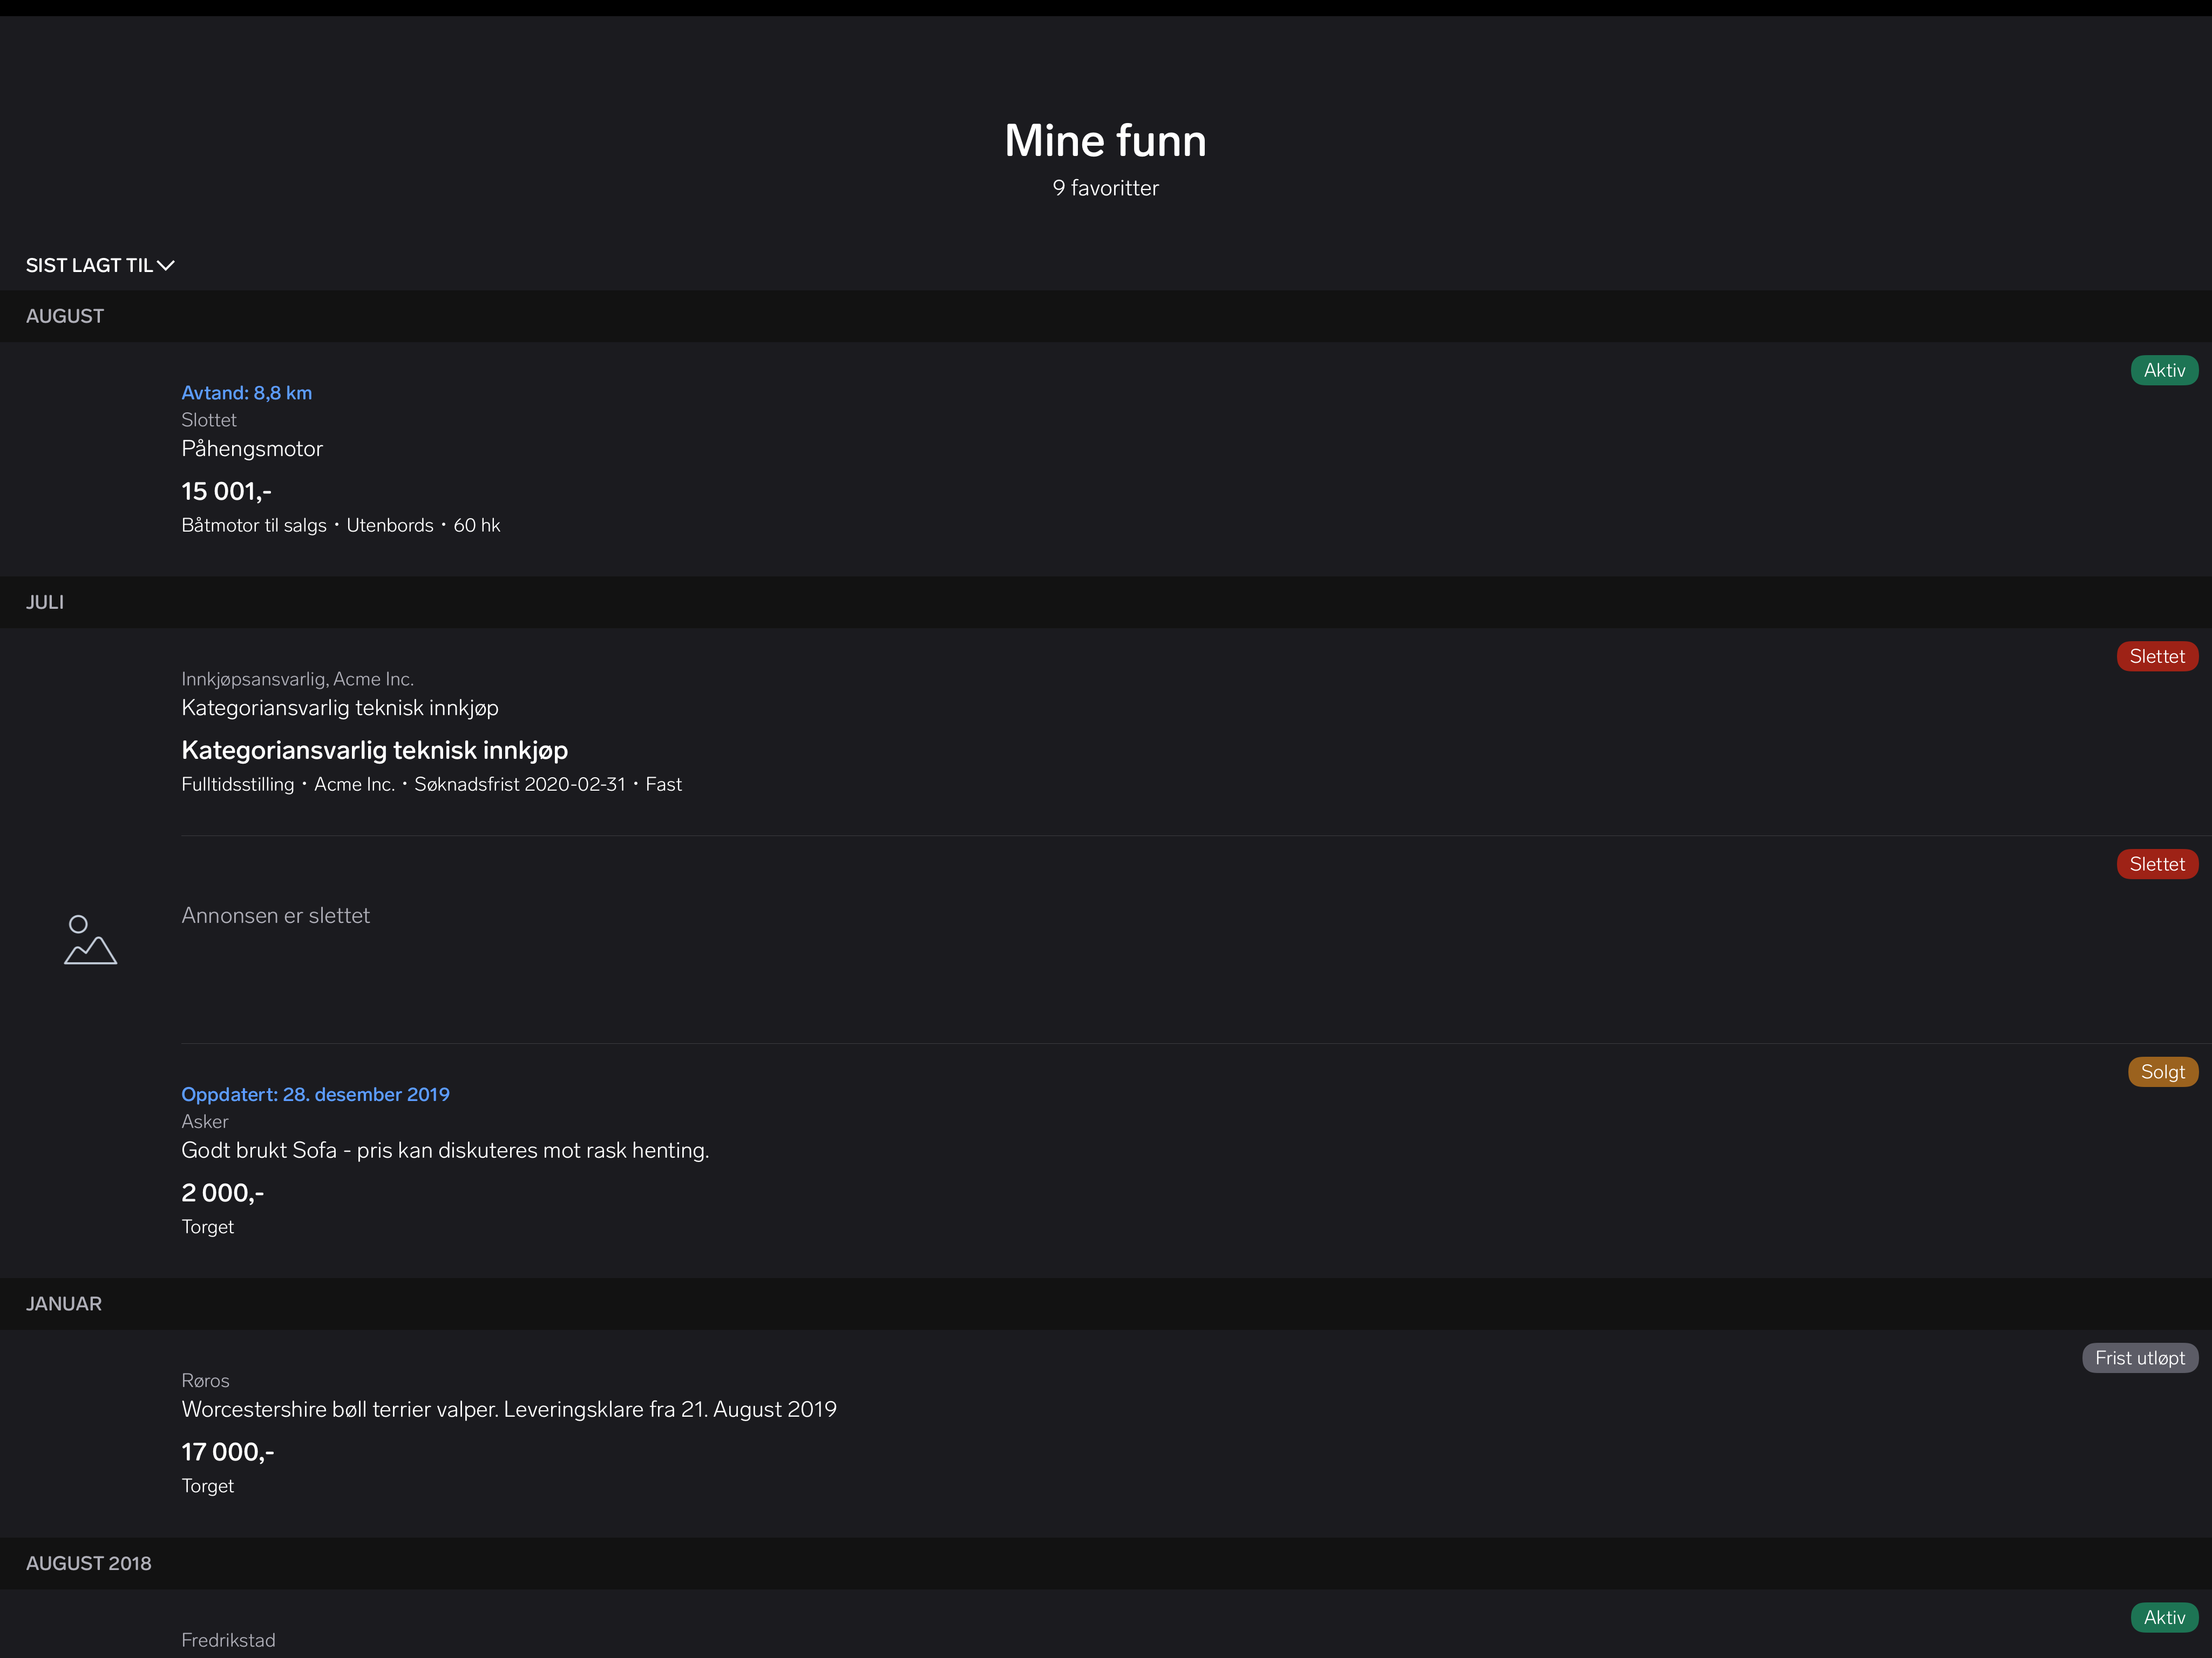 Mine funn
9 favoritter
SIST LAGT TIL
AUGUST
Aktiv
Avtand: 8,8 km
Slottet
Påhengsmotor
15 001,-
Båtmotor til salgs • Utenbords • 60 hk
JULI
Slettet
Innkjøpsansvarlig, Acme Inc.
Kategoriansvarlig teknisk innkjøp
Kategoriansvarlig teknisk innkjøp
Fulltidsstilling • Acme Inc. • Søknadsfrist 2020-02-31 • Fast
Slettet
Annonsen er slettet
Solgt
Oppdatert: 28. desember 2019
Asker
Godt brukt Sofa - pris kan diskuteres mot rask henting.
2 000,-
Torget
JANUAR
Frist utløpt
Røros
Worcestershire bøll terrier valper. Leveringsklare fra 21. August 2019
17 000,-
Torget
AUGUST 2018
Aktiv
Fredrikstad